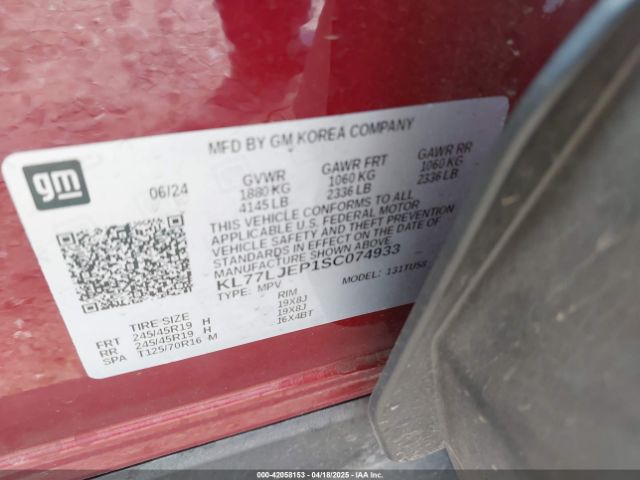 MFD BY GM KOREA COMPANY
gm
06/24
GVWR GAWR FRT GAWR RR
1880 KG 1060 KG 1060 KG
4145 LB 2336 LB 2336 LB
THIS VEHICLE CONFORMS TO ALL
APPLICABLE U.S. FEDERAL MOTOR
VEHICLE SAFETY AND THEFT PREVENTION
STANDARDS IN EFFECT ON THE DATE OF
MANUFACTURE SHOWN ABOVE
KL77LJEP1SC074933
TYPE: MPV MODEL: 131TU58
TIRE SIZE RIM
FRT 245/45R19 H 19X8J
RR 245/45R19 H 19X8J
SPA T125/70R16 M 16X4BT
000-42058153 - 04/18/2025 - IAA, Inc.